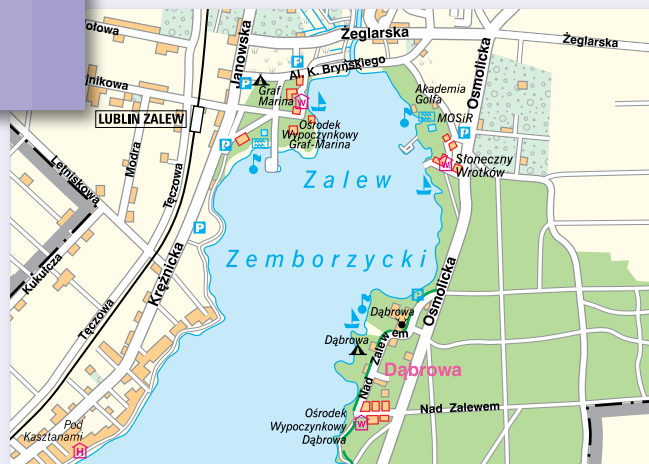 Żeglarska
Żeglarska
Janowska
Al. K. Bryńskiego
Osmolicka
Graf
Marina
Akademia
Golfa
MOSiR
LUBLIN ZALEW
Ośrodek
Wypoczynkowy
Graf-Marina
Modra
Letniskowa
Tęczowa
Słoneczny
Wrotków
Zalew
Zemborzycki
Kukułcza
Krężnicka
Tęczowa
Osmolicka
Dąbrowa
Dąbrowa
Nad Zalewem
Dąbrowa
Nad Zalewem
Ośrodek
Wypoczynkowy
Dąbrowa
Pod
Kasztanami
P
P
P
P
P
P
W
W
W
H